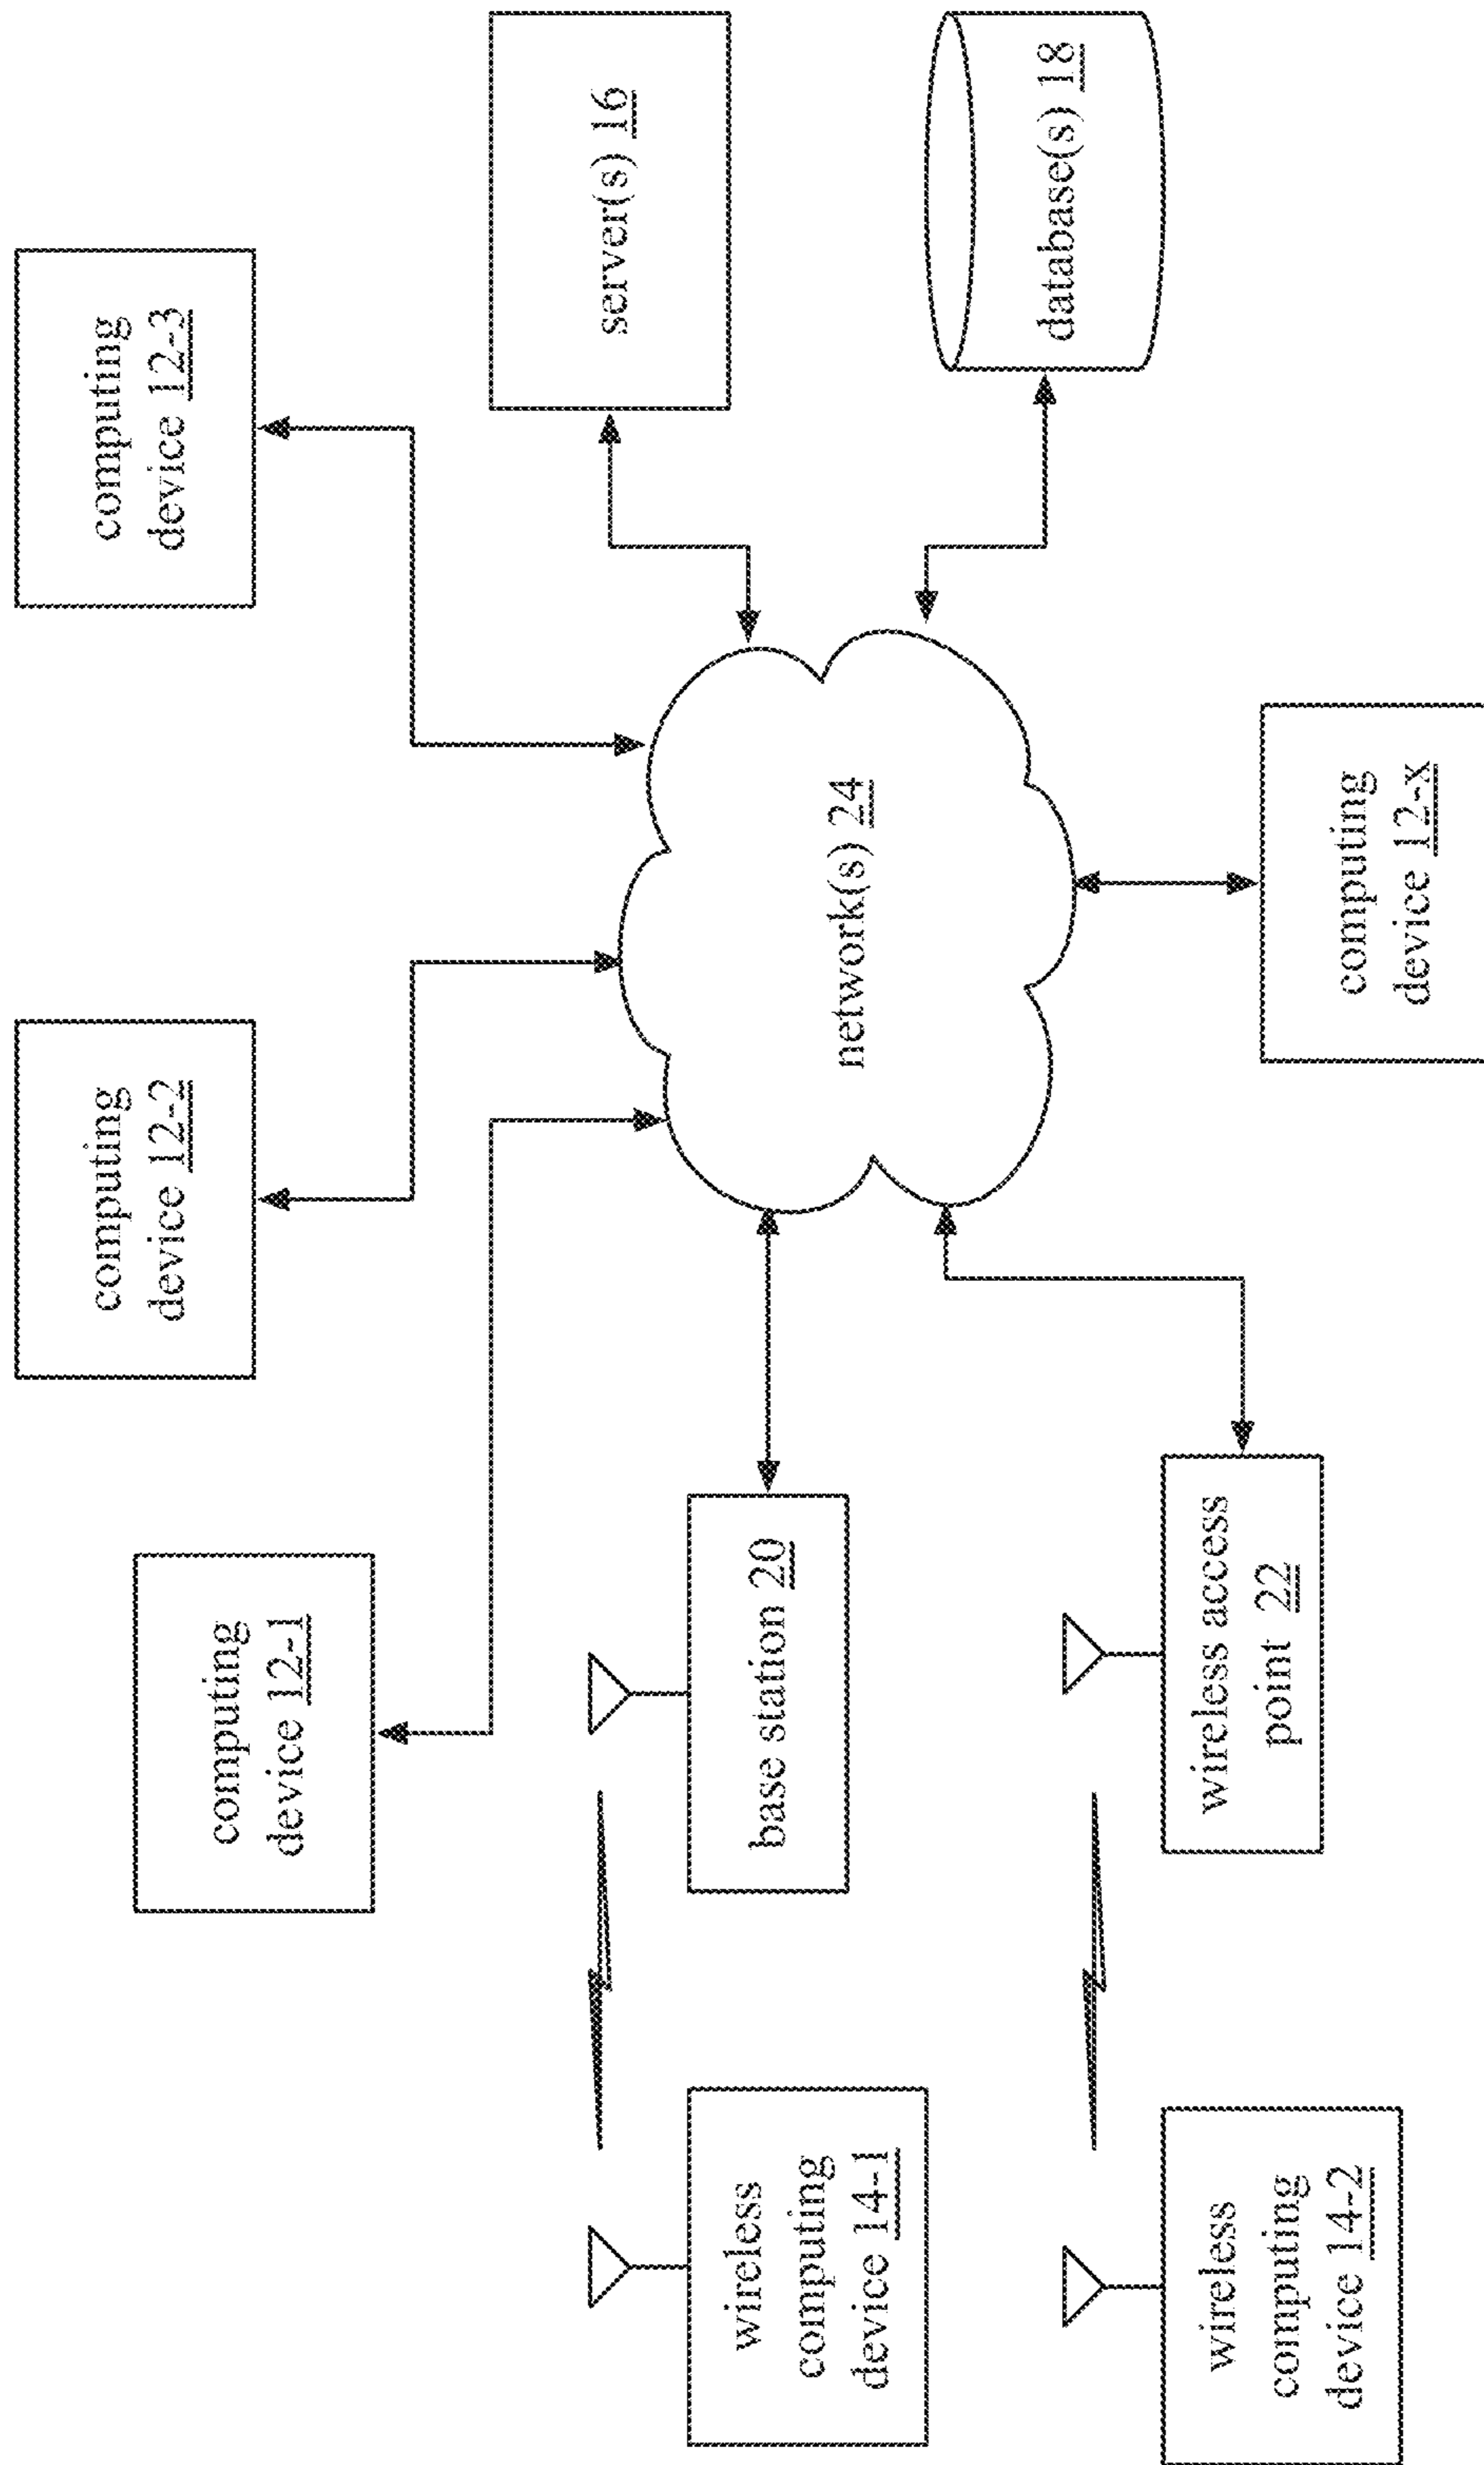 computing
device 12-1
computing
device 12-2
computing
device 12-3
server(s) 16
wireless
computing
device 14-1
base station 20
network(s) 24
database(s) 18
wireless
computing
device 14-2
wireless access
point 22
computing
device 12-x